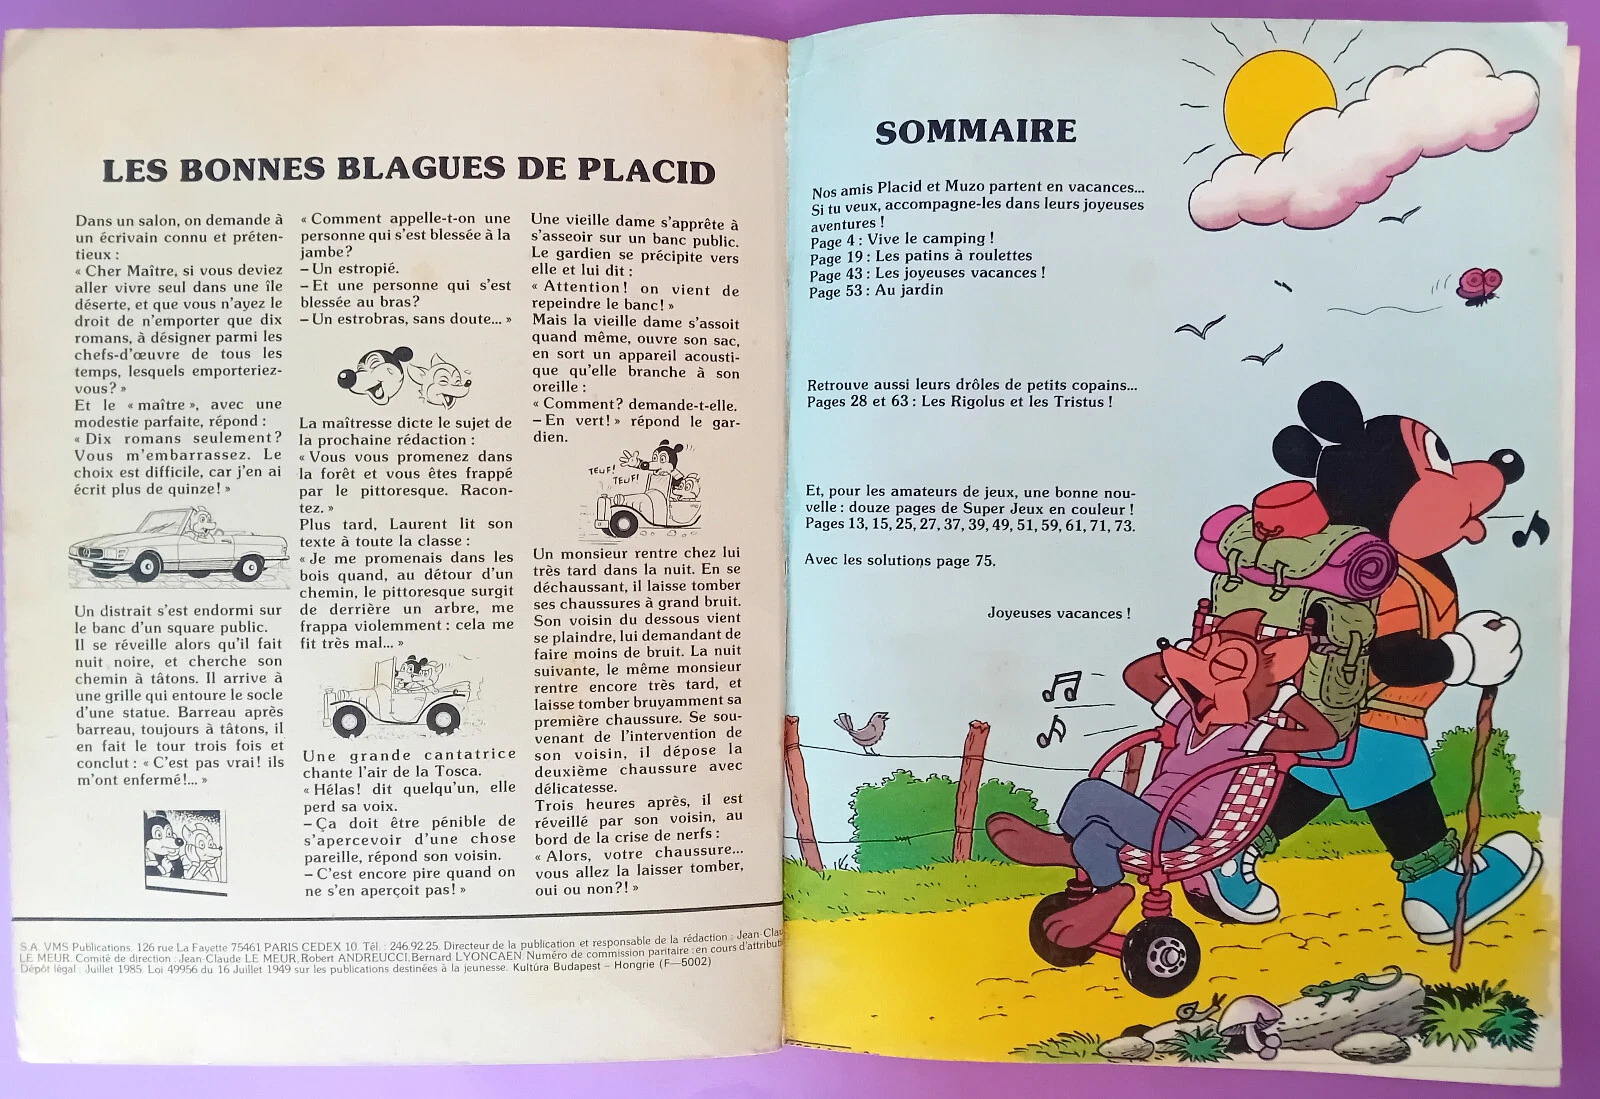 LES BONNES BLAGUES DE PLACID
Dans un salon, on demande à
un écrivain connu et préten-
tieux :
« Cher Maître, si vous deviez
aller vivre seul dans une île
déserte, et que vous n'ayez le
droit de n'emporter que dix
romans, à désigner parmi les
chefs-d'œuvre de tous les
temps, lesquels emporteriez-
vous? »
Et le « maître », avec une
modestie parfaite, répond :
« Dix romans seulement?
Vous m'embarrassez. Le
choix est difficile, car j'en ai
écrit plus de quinze! »
Un distrait s'est endormi sur
le banc d'un square public.
Il se réveille alors qu'il fait
nuit noire, et cherche son
chemin à tâtons. Il arrive à
une grille qui entoure le socle
d'une statue. Barreau après
barreau, toujours à tâtons, il
en fait le tour trois fois et
conclut : « C'est pas vrai! ils
m'ont enfermé!... »
« Comment appelle-t-on une
personne qui s'est blessée à la
jambe?
– Un estropié.
– Et une personne qui s'est
blessée au bras?
– Un estrobras, sans doute... »
La maîtresse dicte le sujet de
la prochaine rédaction :
« Vous vous promenez dans
la forêt et vous êtes frappé
par le pittoresque. Racon-
tez. »
Plus tard, Laurent lit son
texte à toute la classe :
« Je me promenais dans les
bois quand, au détour d'un
chemin, le pittoresque surgit
de derrière un arbre, me
frappa violemment : cela me
fit très mal... »
Une grande cantatrice
chante l'air de la Tosca.
« Hélas! dit quelqu'un, elle
perd sa voix.
– Ça doit être pénible de
s'apercevoir d'une chose
pareille, répond son voisin.
– C'est encore pire quand on
ne s'en aperçoit pas! »
Une vieille dame s'apprête à
s'asseoir sur un banc public.
Le gardien se précipite vers
elle et lui dit :
« Attention! on vient de
repeindre le banc! »
Mais la vieille dame s'assoit
quand même, ouvre son sac,
en sort un appareil acousti-
que qu'elle branche à son
oreille :
« Comment? demande-t-elle.
– En vert! » répond le gar-
dien.
TEUF!
TEUF!
Un monsieur rentre chez lui
très tard dans la nuit. En se
déchaussant, il laisse tomber
ses chaussures à grand bruit.
Son voisin du dessous vient
se plaindre, lui demandant de
faire moins de bruit. La nuit
suivante, le même monsieur
rentre encore très tard, et
laisse tomber bruyamment sa
première chaussure. Se sou-
venant de l'intervention de
son voisin, il dépose la
deuxième chaussure avec
délicatesse.
Trois heures après, il est
réveillé par son voisin, au
bord de la crise de nerfs :
« Alors, votre chaussure...
vous allez la laisser tomber,
oui ou non?! »
S.A. VMS Publications. 126 rue La Fayette 75461 PARIS CEDEX 10. Tél. : 246.92.25. Directeur de la publication et responsable de la rédaction : Jean-Clau
LE MEUR. Comité de direction : Jean-Claude LE MEUR, Robert ANDREUCCI, Bernard LYONCAEN Numéro de commission paritaire : en cours d'attributi
Dépôt légal : Juillet 1985. Loi 49956 du 16 Juillet 1949 sur les publications destinées à la jeunesse. Kultúra Budapest – Hongrie (F—5002)
SOMMAIRE
Nos amis Placid et Muzo partent en vacances...
Si tu veux, accompagne-les dans leurs joyeuses
aventures !
Page 4 : Vive le camping !
Page 19 : Les patins à roulettes
Page 43 : Les joyeuses vacances !
Page 53 : Au jardin
Retrouve aussi leurs drôles de petits copains...
Pages 28 et 63 : Les Rigolus et les Tristus !
Et, pour les amateurs de jeux, une bonne nou-
velle : douze pages de Super Jeux en couleur !
Pages 13, 15, 25, 27, 37, 39, 49, 51, 59, 61, 71, 73.
Avec les solutions page 75.
Joyeuses vacances !